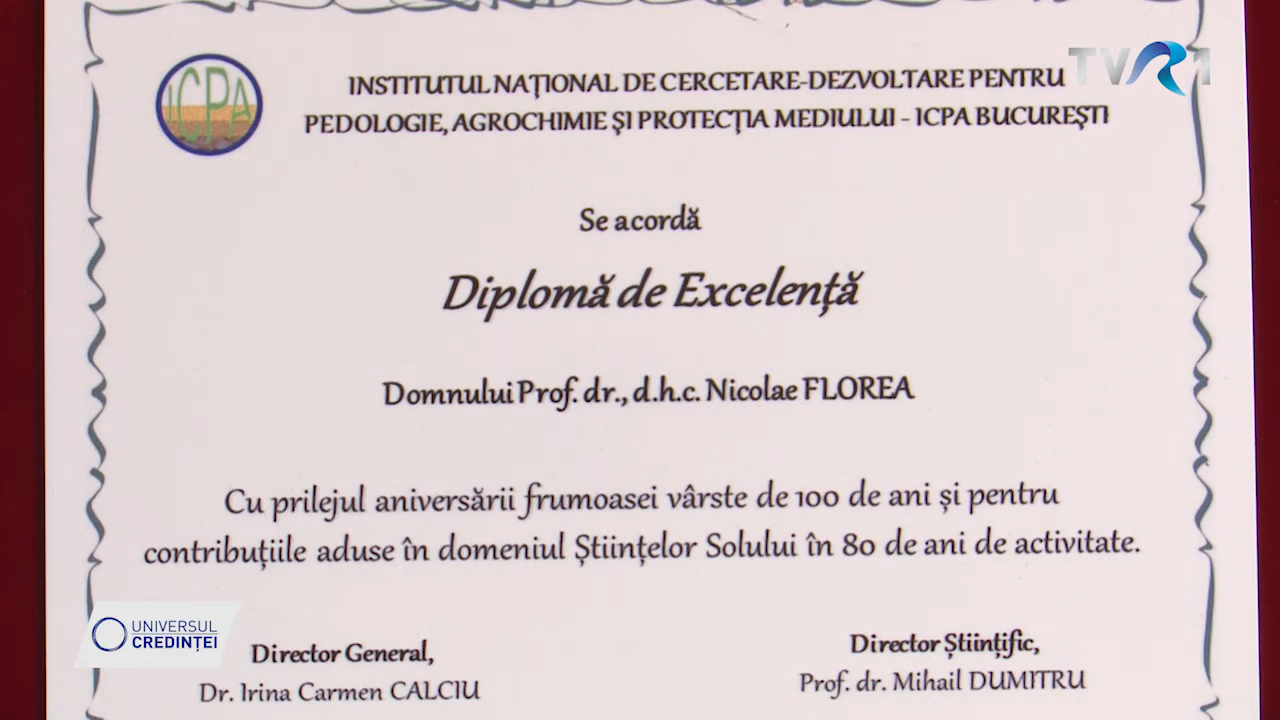 TVR1
ICPA
INSTITUTUL NAȚIONAL DE CERCETARE-DEZVOLTARE PENTRU
PEDOLOGIE, AGROCHIMIE ȘI PROTECȚIA MEDIULUI - ICPA BUCUREȘTI
Se acordă
Diplomă de Excelență
Domnului Prof. dr., d.h.c. Nicolae FLOREA
Cu prilejul aniversării frumoasei vârste de 100 de ani și pentru
contribuțiile aduse în domeniul Științelor Solului în 80 de ani de activitate.
UNIVERSUL
CREDINȚEI
Director General,
Dr. Irina Carmen CALCIU
Director Științific,
Prof. dr. Mihail DUMITRU